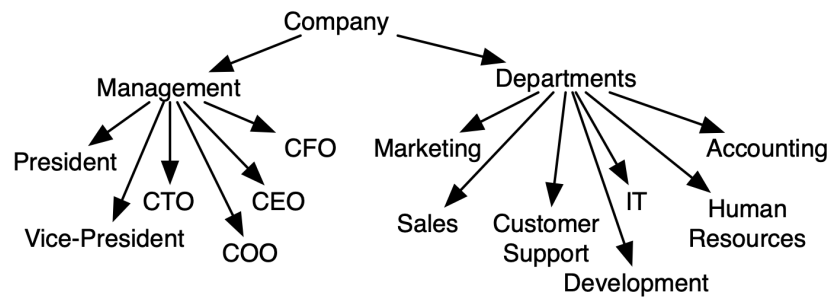 Company
Management
Departments
President
Vice-President
CTO
COO
CEO
CFO
Marketing
Sales
Customer
Support
Development
IT
Human
Resources
Accounting